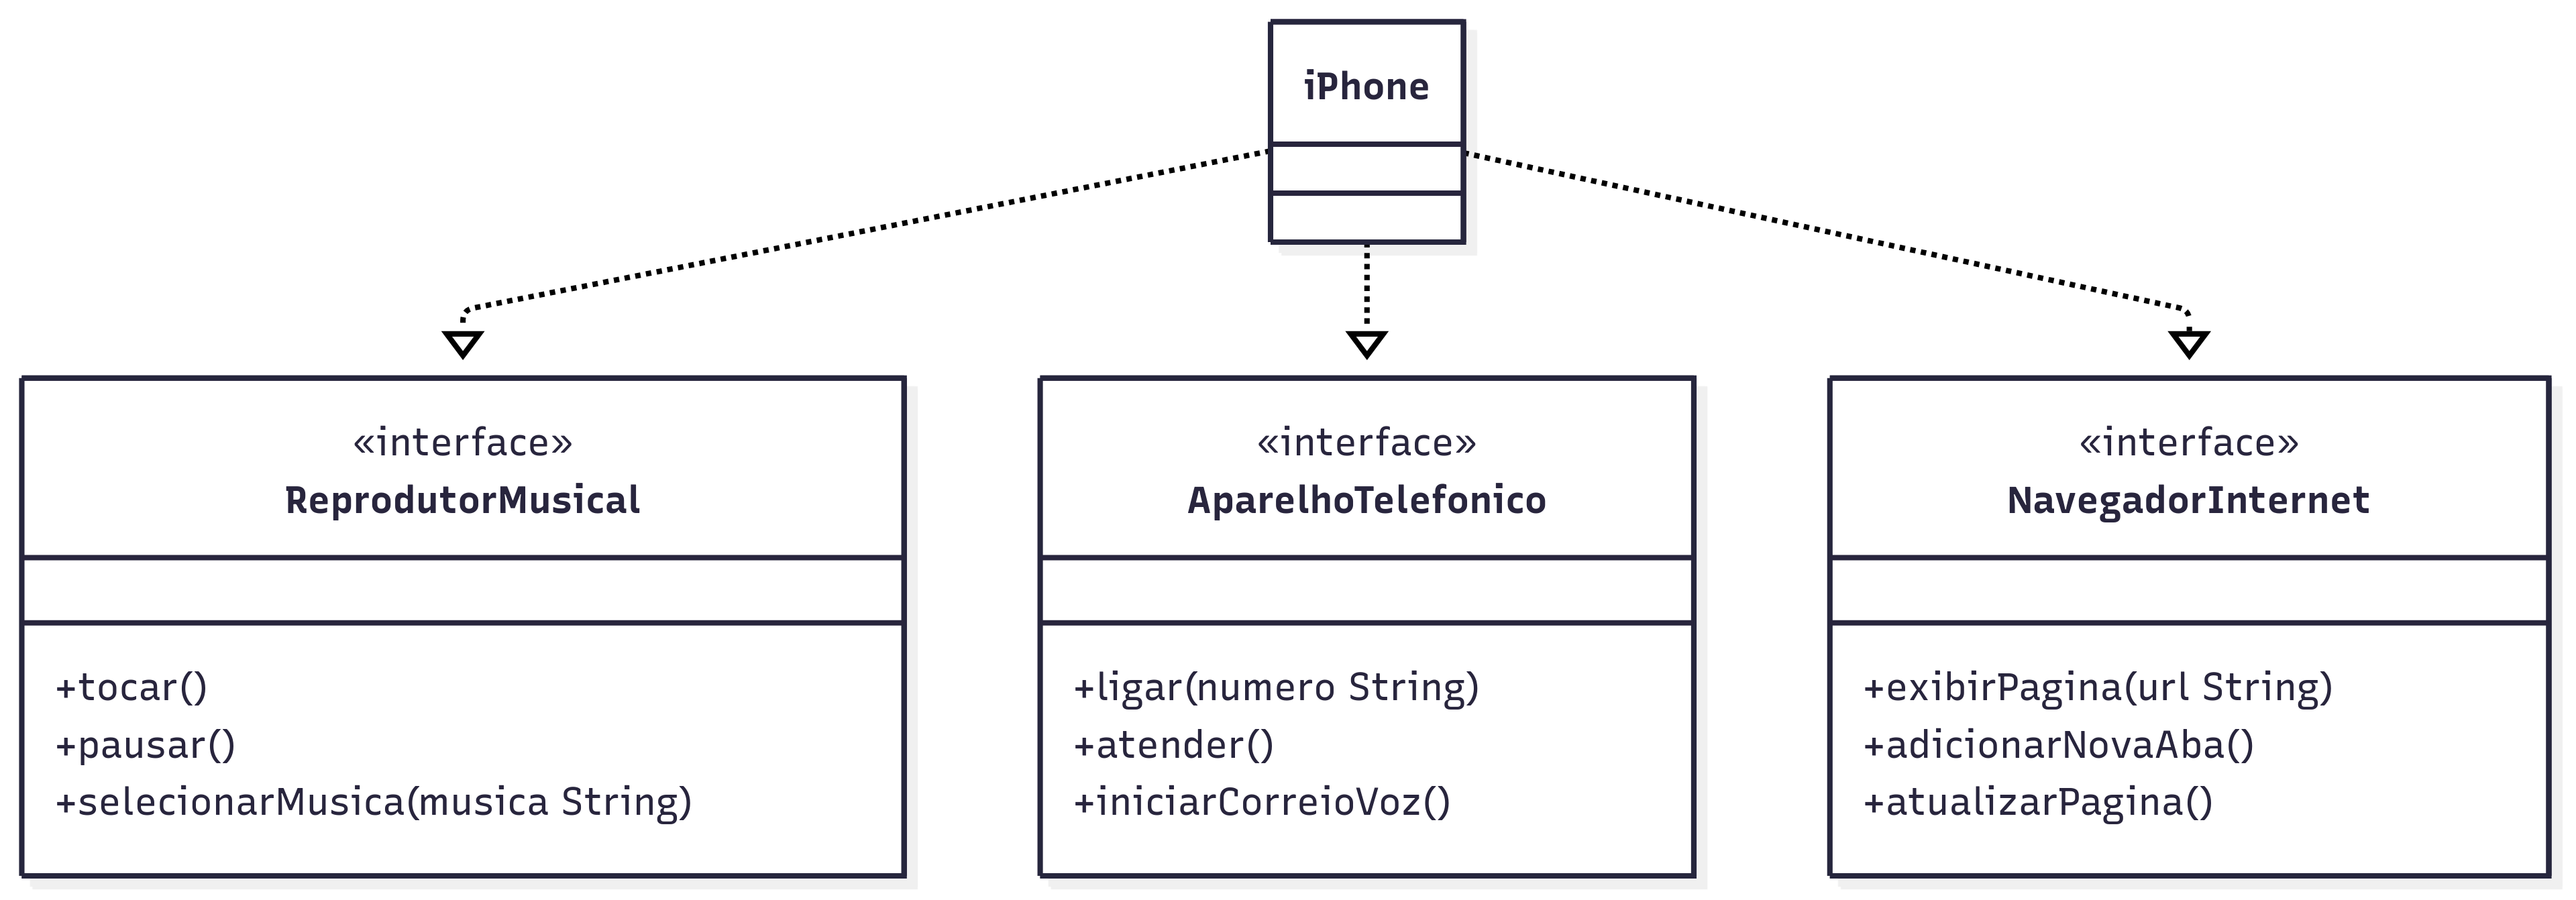 iPhone
«interface»
ReprodutorMusical
+tocar()
+pausar()
+selecionarMusica(musica String)
«interface»
AparelhoTelefonico
+ligar(numero String)
+atender()
+iniciarCorreioVoz()
«interface»
NavegadorInternet
+exibirPagina(url String)
+adicionarNovaAba()
+atualizarPagina()